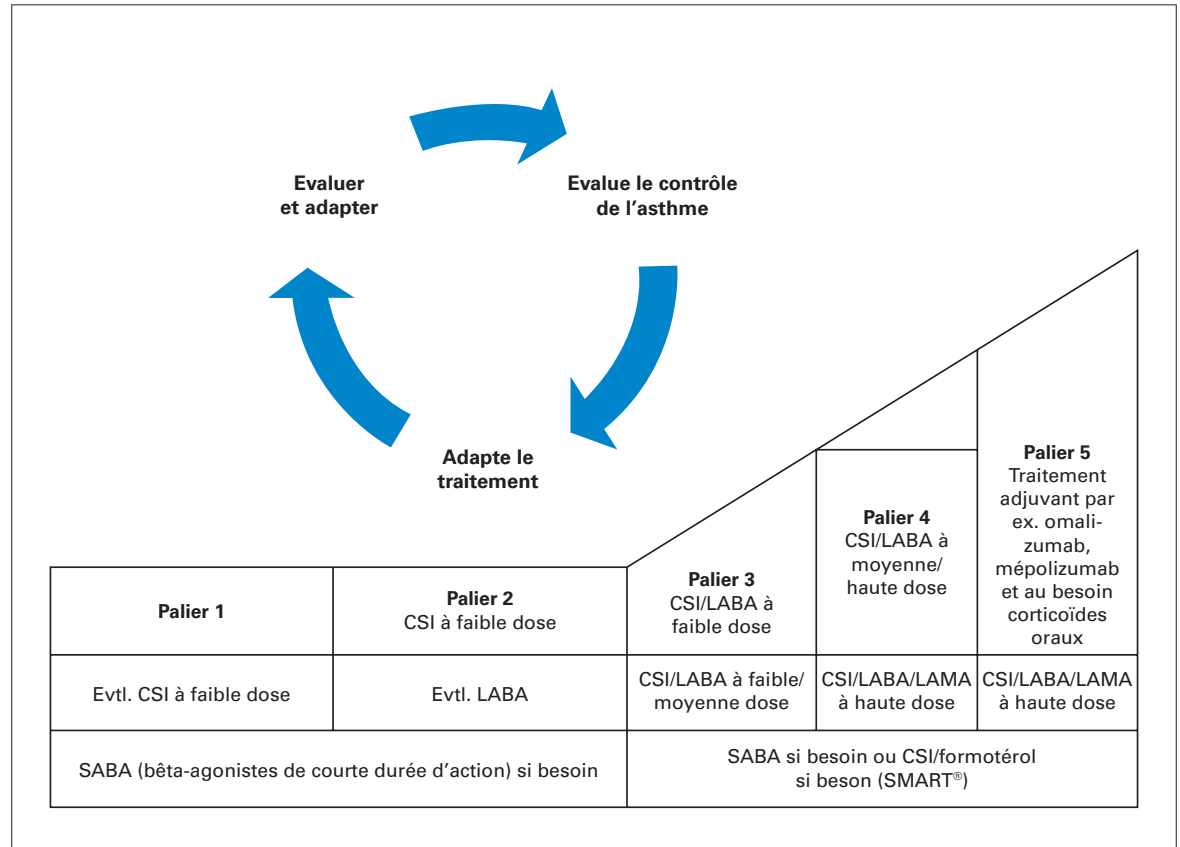 Evaluer
et adapter
Evalue le contrôle
de l'asthme
Adapte le
traitement
Palier 1
Palier 2
CSI à faible dose
Palier 3
CSI/LABA à
faible dose
Palier 4
CSI/LABA à
moyenne/
haute dose
Palier 5
Traitement
adjuvant par
ex. omali-
zumab,
mépolizumab
et au besoin
corticoïdes
oraux
Evtl. CSI à faible dose
Evtl. LABA
CSI/LABA à faible/
moyenne dose
CSI/LABA/LAMA
à haute dose
CSI/LABA/LAMA
à haute dose
SABA (bêta-agonistes de courte durée d'action) si besoin
SABA si besoin ou CSI/formotérol
si beson (SMART®)